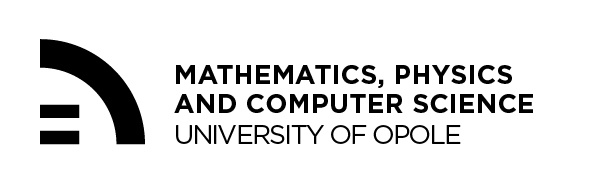 MATHEMATICS, PHYSICS
AND COMPUTER SCIENCE
UNIVERSITY OF OPOLE